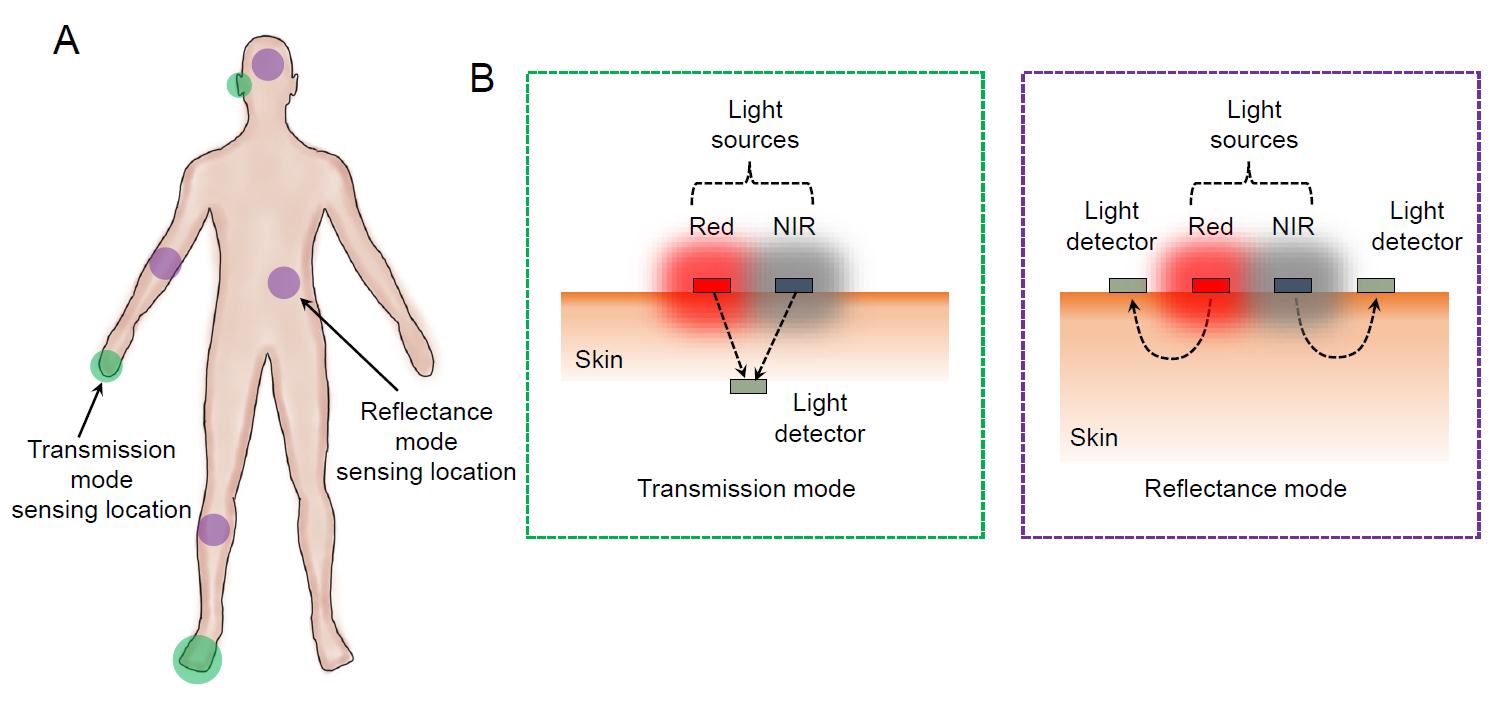 A
Transmission
mode
sensing location
Reflectance
mode
sensing location
B
Light
sources
Red
NIR
Skin
Light
detector
Transmission mode
Light
sources
Light
detector
Red
NIR
Light
detector
Skin
Reflectance mode